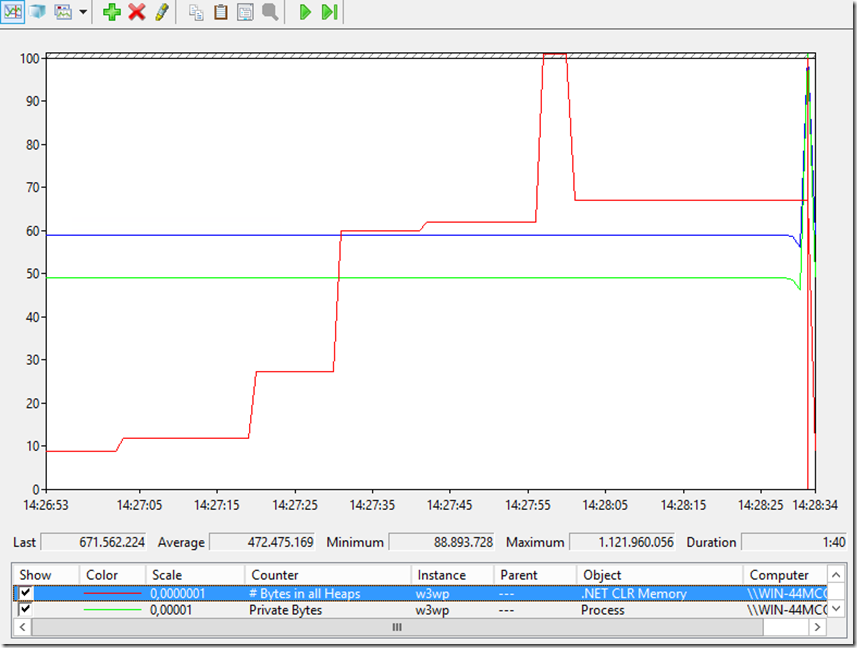 100
90
80
70
60
50
40
30
20
10
0
14:26:53 14:27:05 14:27:15 14:27:25 14:27:35 14:27:45 14:27:55 14:28:05 14:28:15 14:28:25 14:28:34
Last 671.562.224 Average 472.475.169 Minimum 88.893.728 Maximum 1.121.960.056 Duration 1:40
Show Color Scale Counter Instance Parent Object Computer
0,0000001 # Bytes in all Heaps w3wp --- .NET CLR Memory \\WIN-44MCC
0,00001 Private Bytes w3wp --- Process \\WIN-44MCC